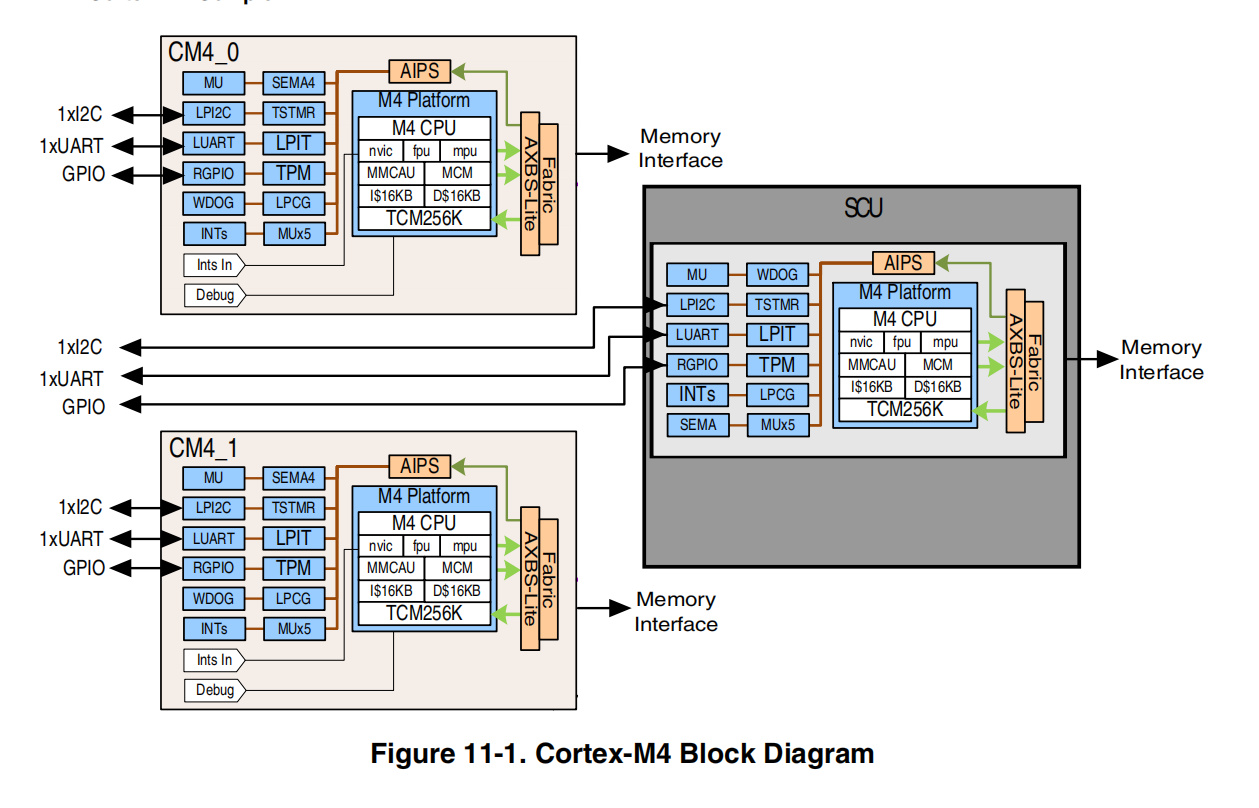 CM4_0
MU
SEMA4
AIPS
LPI2C
TSTMR
M4 Platform
1xI2C
M4 CPU
LUART
LPIT
1xUART
nvic
fpu
mpu
RGPIO
TPM
GPIO
MMCAU
MCM
WDOG
LPCG
I$16KB
D$16KB
INTs
MUx5
TCM256K
AXBS-Lite
Fabric
Ints In
Debug
Memory
Interface
SCU
MU
WDOG
AIPS
LPI2C
TSTMR
M4 Platform
M4 CPU
LUART
LPIT
nvic
fpu
mpu
RGPIO
TPM
MMCAU
MCM
INTs
LPCG
I$16KB
D$16KB
SEMA
MUx5
TCM256K
AXBS-Lite
Fabric
Memory
Interface
1xI2C
1xUART
GPIO
CM4_1
MU
SEMA4
AIPS
LPI2C
TSTMR
M4 Platform
1xI2C
M4 CPU
LUART
LPIT
1xUART
nvic
fpu
mpu
RGPIO
TPM
GPIO
MMCAU
MCM
WDOG
LPCG
I$16KB
D$16KB
INTs
MUx5
TCM256K
AXBS-Lite
Fabric
Ints In
Debug
Memory
Interface
Figure 11-1. Cortex-M4 Block Diagram